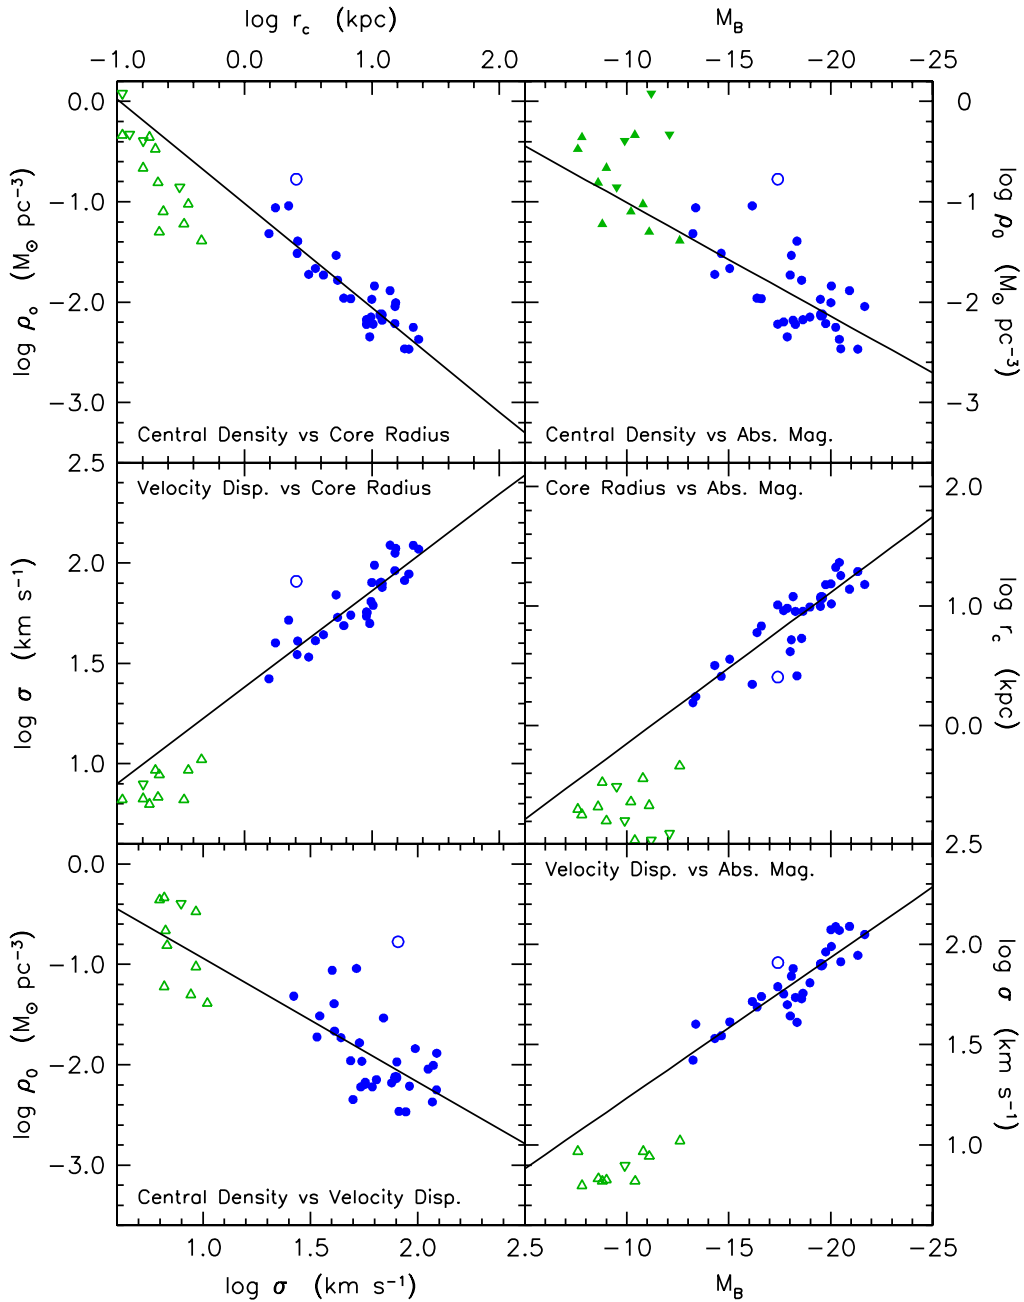 log r_c (kpc)
M_B
−1.0 0.0 1.0 2.0
−10 −15 −20 −25
0.0
−1.0
−2.0
−3.0
log ρ_0 (M_⊙ pc^−3)
Central Density vs Core Radius
Central Density vs Abs. Mag.
0
−1
−2
−3
log ρ_0 (M_⊙ pc^−3)
2.5
2.0
1.5
1.0
log σ (km s^−1)
Velocity Disp. vs Core Radius
Core Radius vs Abs. Mag.
2.0
1.0
0.0
log r_c (kpc)
0.0
−1.0
−2.0
−3.0
log ρ_0 (M_⊙ pc^−3)
Central Density vs Velocity Disp.
Velocity Disp. vs Abs. Mag.
2.5
2.0
1.5
1.0
log σ (km s^−1)
1.0 1.5 2.0 2.5
−10 −15 −20 −25
log σ (km s^−1)
M_B